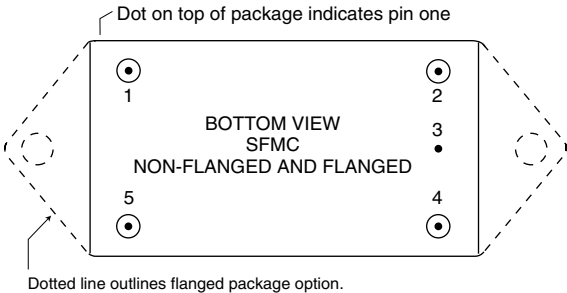 Dot on top of package indicates pin one
1
2
BOTTOM VIEW
SFMC
NON-FLANGED AND FLANGED
3
5
4
Dotted line outlines flanged package option.